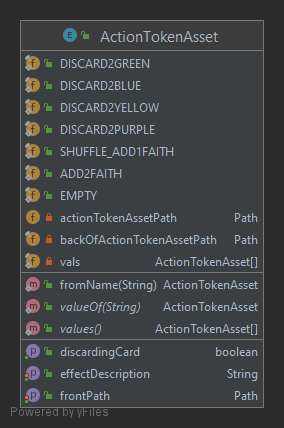 E ActionTokenAsset
f DISCARD2GREEN
f DISCARD2BLUE
f DISCARD2YELLOW
f DISCARD2PURPLE
f SHUFFLE_ADD1FAITH
f ADD2FAITH
f EMPTY
f actionTokenAssetPath Path
f backOfActionTokenAssetPath Path
f vals ActionTokenAsset[]
m fromName(String) ActionTokenAsset
m valueOf(String) ActionTokenAsset
m values() ActionTokenAsset[]
p discardingCard boolean
p effectDescription String
p frontPath Path
Powered by yFiles